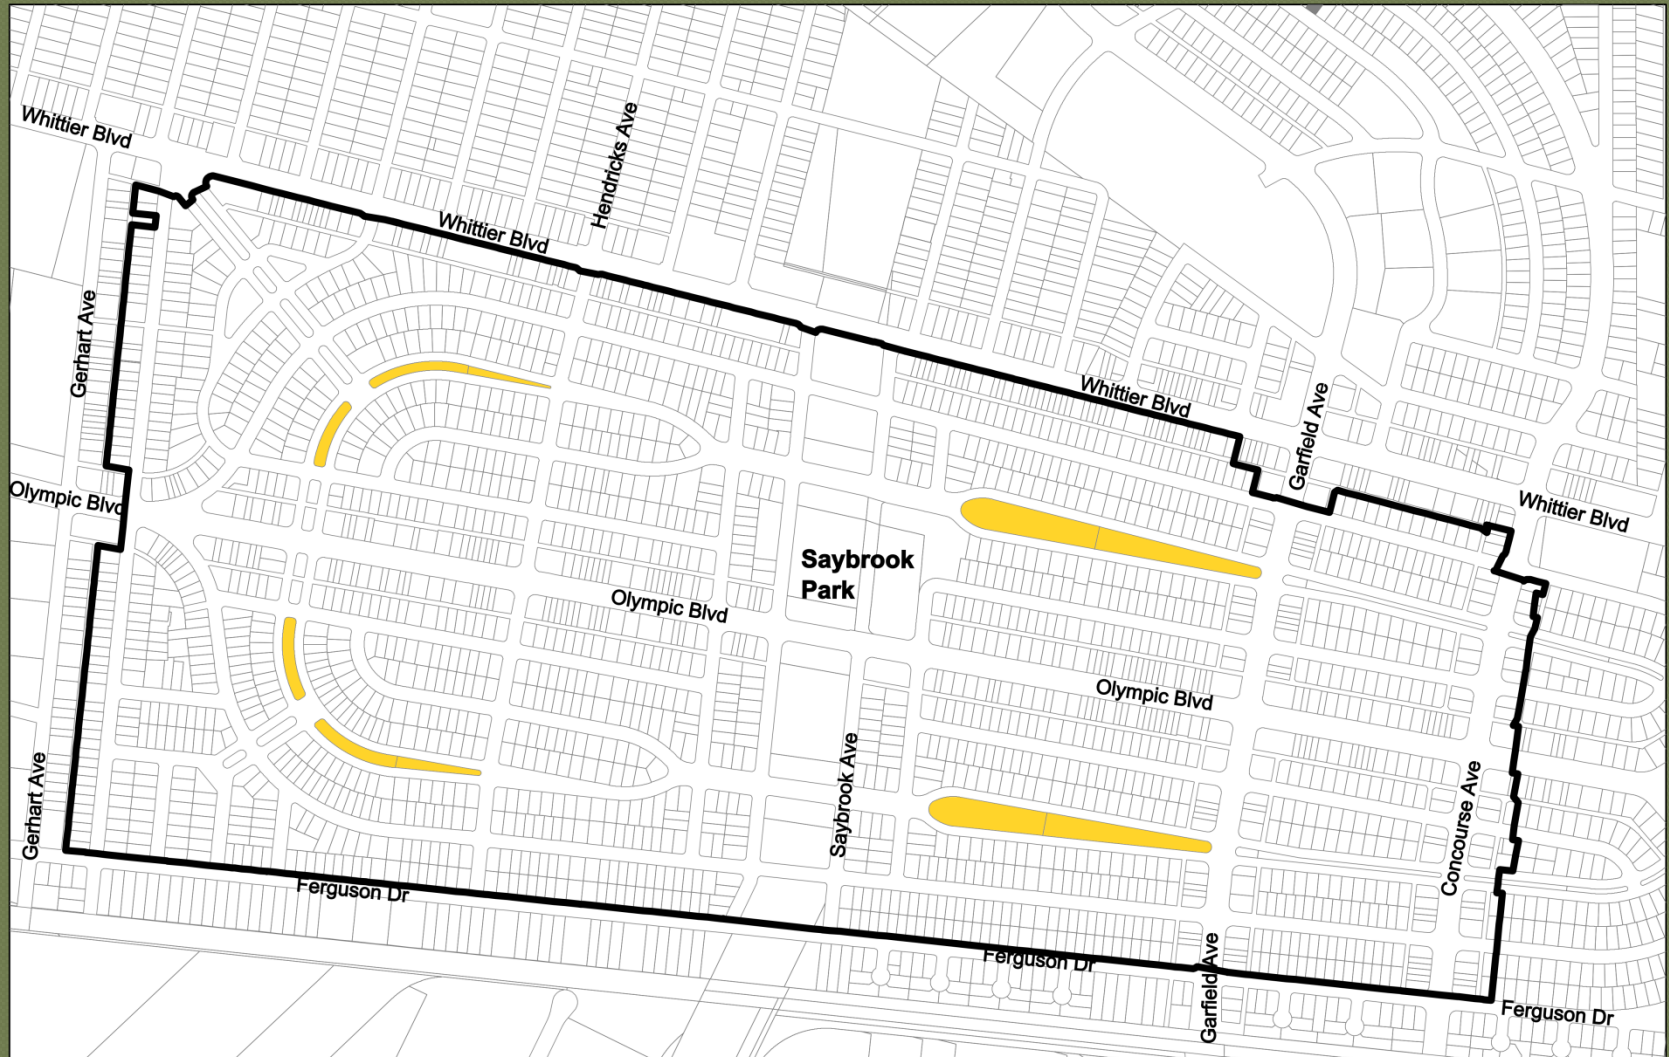 Whittier Blvd
Hendricks Ave
Whittier Blvd
Gerhart Ave
Whittier Blvd
Garfield Ave
Olympic Blvd
Whittier Blvd
Saybrook
Park
Olympic Blvd
Olympic Blvd
Gerhart Ave
Saybrook Ave
Concourse Ave
Ferguson Dr
Ferguson Dr
Garfield Ave
Ferguson Dr